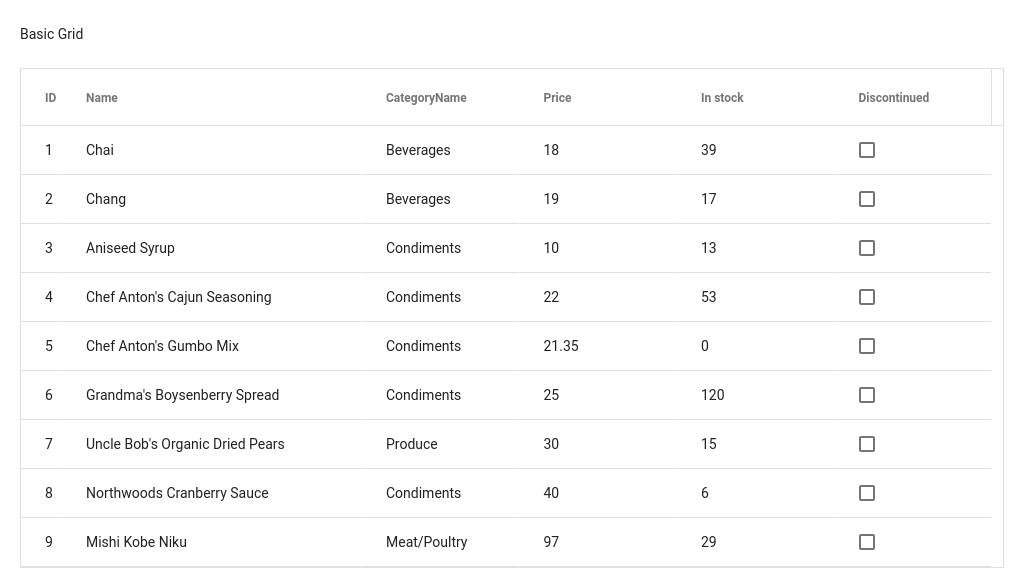 Basic Grid
ID Name CategoryName Price In stock Discontinued
1 Chai Beverages 18 39
2 Chang Beverages 19 17
3 Aniseed Syrup Condiments 10 13
4 Chef Anton's Cajun Seasoning Condiments 22 53
5 Chef Anton's Gumbo Mix Condiments 21.35 0
6 Grandma's Boysenberry Spread Condiments 25 120
7 Uncle Bob's Organic Dried Pears Produce 30 15
8 Northwoods Cranberry Sauce Condiments 40 6
9 Mishi Kobe Niku Meat/Poultry 97 29